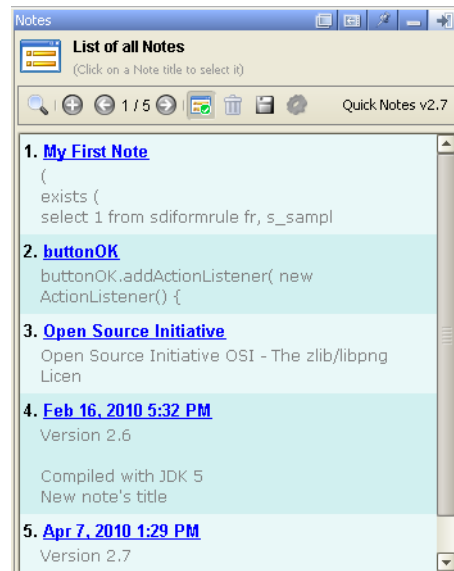 Notes
List of all Notes
(Click on a Note title to select it)
1 / 5
Quick Notes v2.7
1. My First Note
(
exists (
select 1 from sdiformrule fr, s_sampl
2. buttonOK
buttonOK.addActionListener( new
ActionListener() {
3. Open Source Initiative
Open Source Initiative OSI - The zlib/libpng
Licen
4. Feb 16, 2010 5:32 PM
Version 2.6
Compiled with JDK 5
New note's title
5. Apr 7, 2010 1:29 PM
Version 2.7